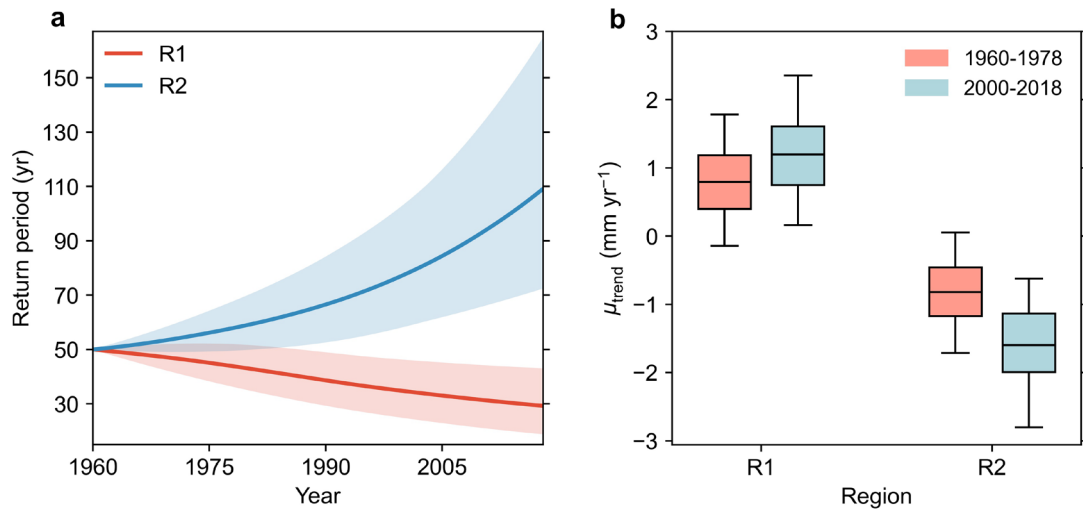 a
R1
R2
150
130
110
90
70
50
30
Return period (yr)
1960
1975
1990
2005
Year
b
1960-1978
2000-2018
3
2
1
0
−1
−2
−3
μtrend (mm yr⁻¹)
R1
R2
Region